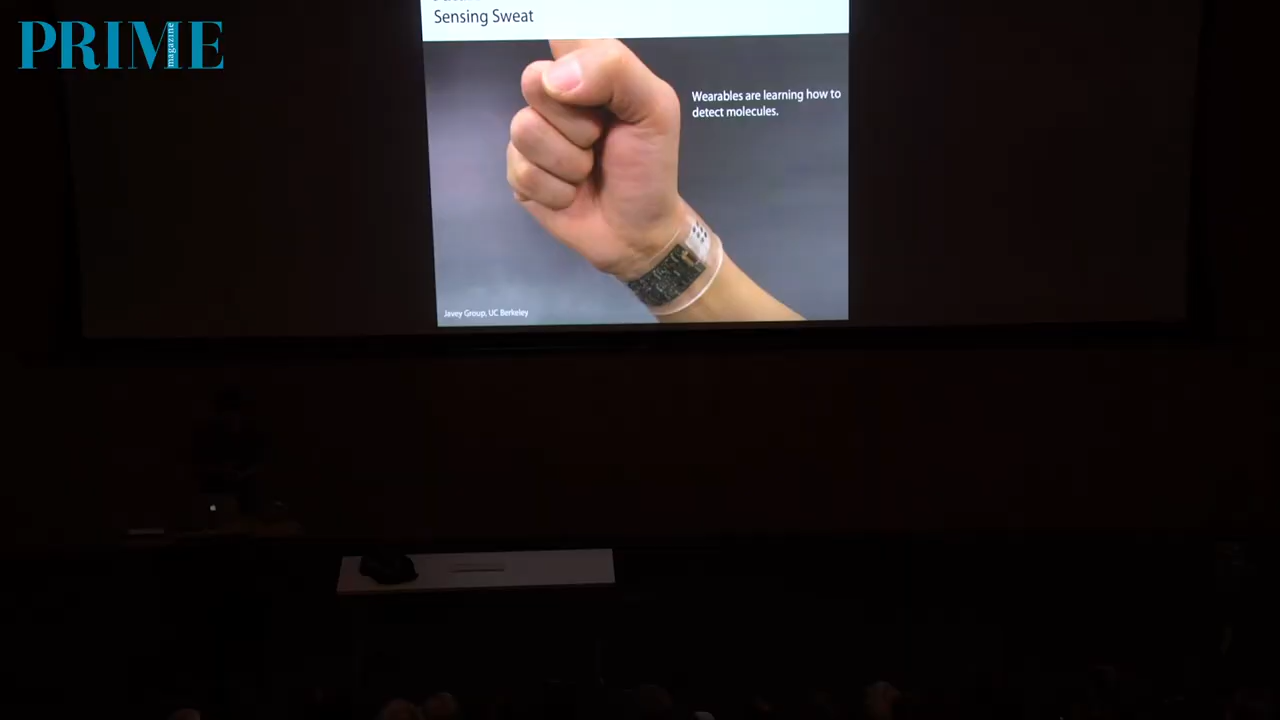 PRIME
magazine
Sensing Sweat
Wearables are learning how to
detect molecules.
Javey Group, UC Berkeley